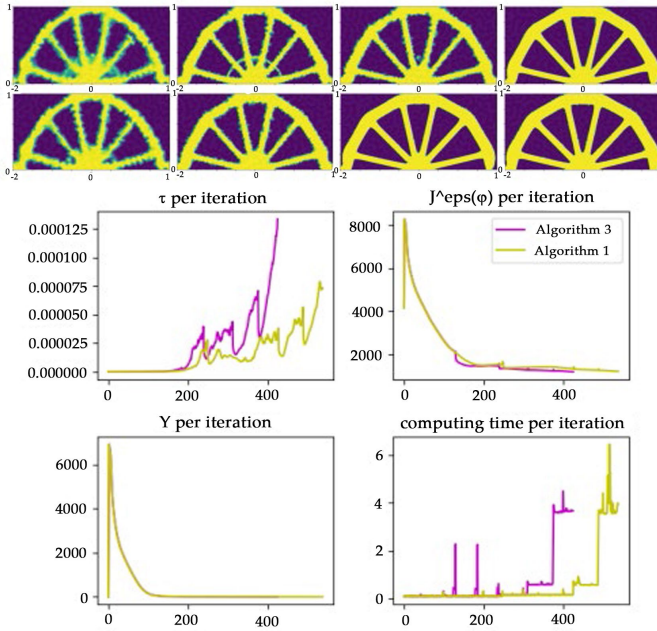 1 1 1 1
0 0 0 0
-2 0 1 -2 0 1 -2 0 1 -2 0 1
1 1 1 1
0 0 0 0
-2 0 1 -2 0 1 -2 0 1 -2 0 1
τ per iteration
0.000125
0.000100
0.000075
0.000050
0.000025
0.000000
0 200 400
J^eps(φ) per iteration
8000
6000
4000
2000
0 200 400
Algorithm 3
Algorithm 1
Y per iteration
6000
4000
2000
0
0 200 400
computing time per iteration
6
4
2
0
0 200 400